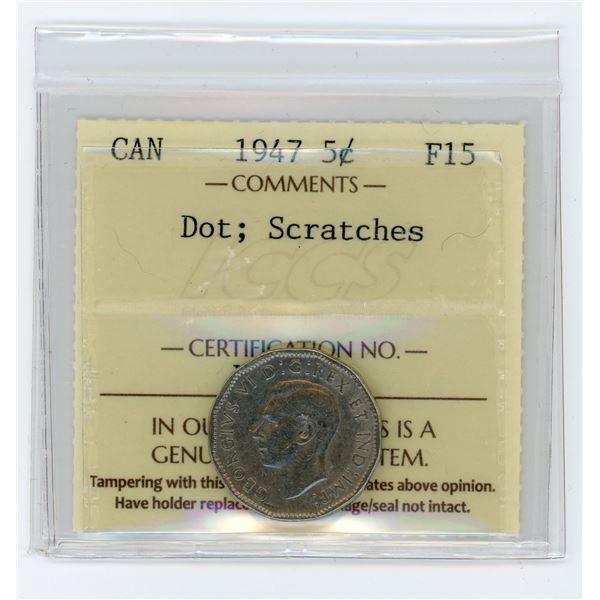 CAN 1947 5¢ F15
— COMMENTS —
Dot; Scratches
ICCS
— CERTIFICATION NO. —
IN OU S IS A
GENU TEM.
Tampering with this ates above opinion.
Have holder replac age/seal not intact.
GEORGIVS VI D:G:REX ET IND:IMP: